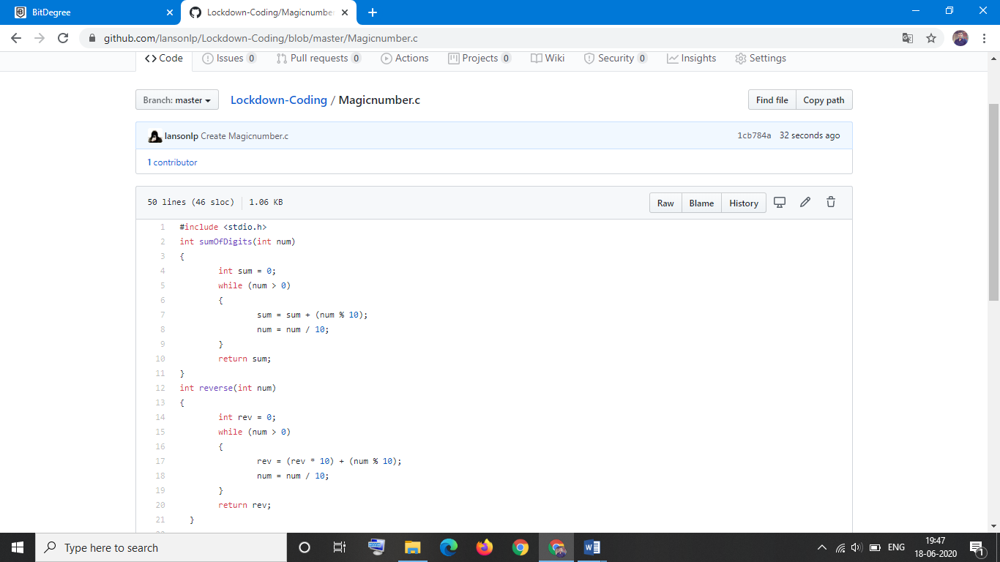 BitDegree
Lockdown-Coding/Magicnumber
github.com/lansonlp/Lockdown-Coding/blob/master/Magicnumber.c
Code Issues 0 Pull requests 0 Actions Projects 0 Wiki Security 0 Insights Settings
Branch: master Lockdown-Coding / Magicnumber.c Find file Copy path
lansonlp Create Magicnumber.c 1cb784a 32 seconds ago
1 contributor
50 lines (46 sloc) 1.06 KB Raw Blame History
1 #include <stdio.h>
2 int sumOfDigits(int num)
3 {
4 int sum = 0;
5 while (num > 0)
6 {
7 sum = sum + (num % 10);
8 num = num / 10;
9 }
10 return sum;
11 }
12 int reverse(int num)
13 {
14 int rev = 0;
15 while (num > 0)
16 {
17 rev = (rev * 10) + (num % 10);
18 num = num / 10;
19 }
20 return rev;
21 }
Type here to search
ENG
19:47
18-06-2020
1